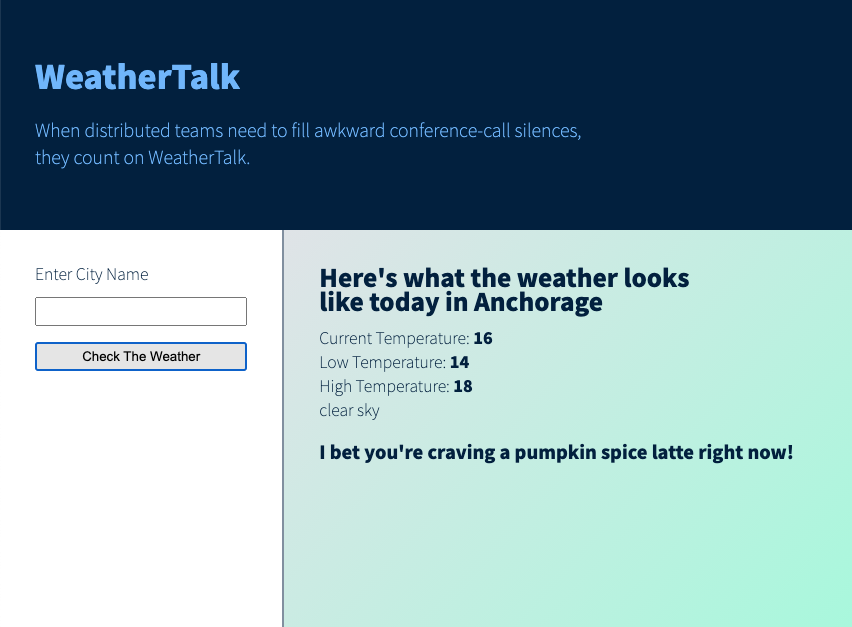 WeatherTalk
When distributed teams need to fill awkward conference-call silences,
they count on WeatherTalk.
Enter City Name
Check The Weather
Here's what the weather looks
like today in Anchorage
Current Temperature: 16
Low Temperature: 14
High Temperature: 18
clear sky
I bet you're craving a pumpkin spice latte right now!